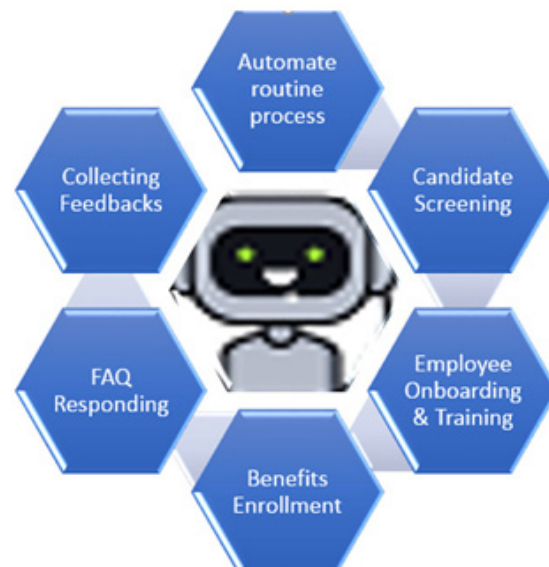 Automate
routine
process
Candidate
Screening
Employee
Onboarding
& Training
Benefits
Enrollment
FAQ
Responding
Collecting
Feedbacks